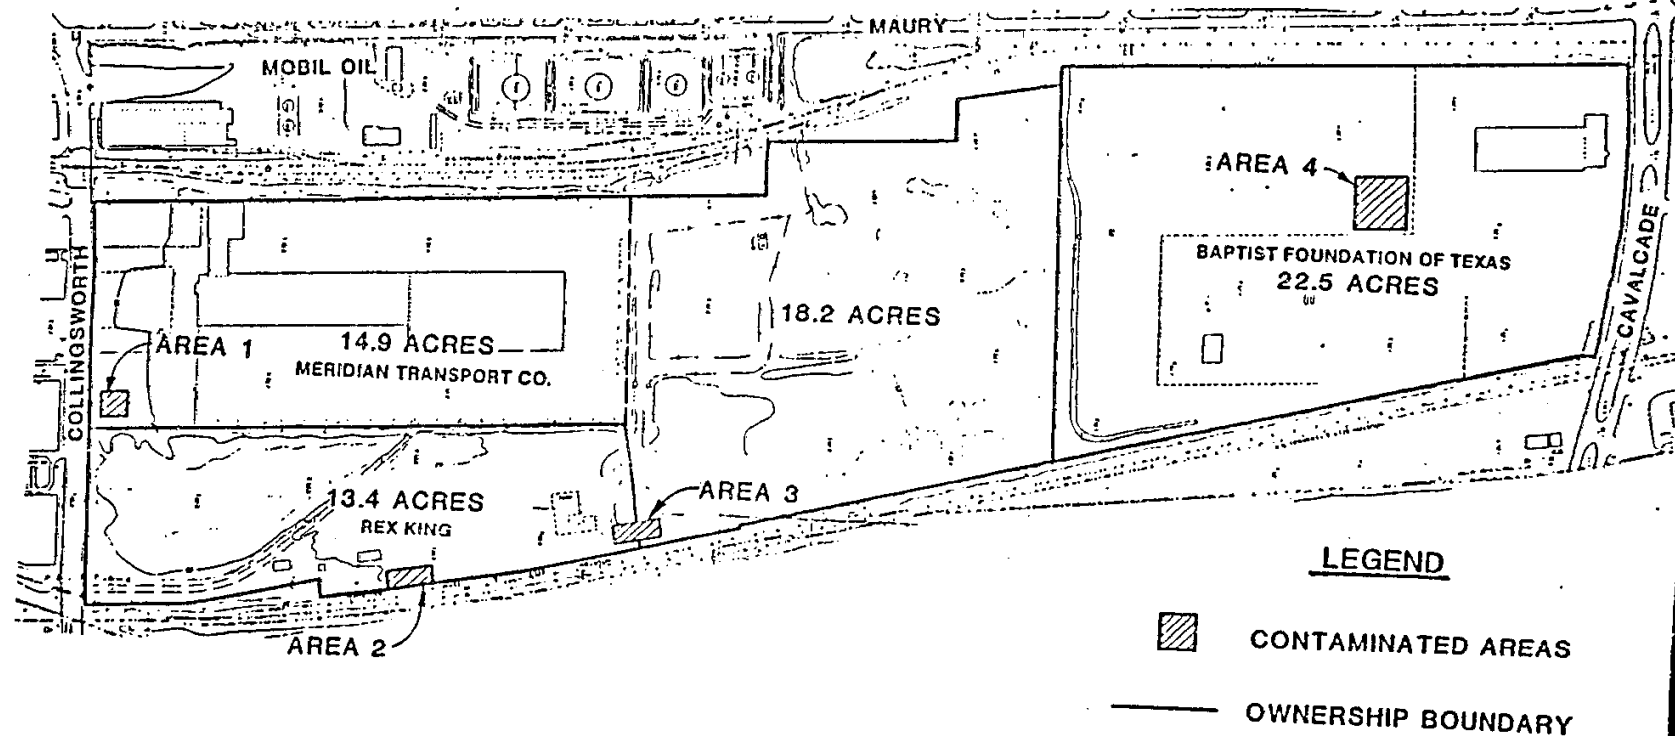 MAURY
MOBIL OIL
AREA 4
COLLINGSWORTH
CAVALCADE
BAPTIST FOUNDATION OF TEXAS
22.5 ACRES
18.2 ACRES
AREA 1
14.9 ACRES
MERIDIAN TRANSPORT CO.
13.4 ACRES
REX KING
AREA 3
AREA 2
LEGEND
CONTAMINATED AREAS
OWNERSHIP BOUNDARY